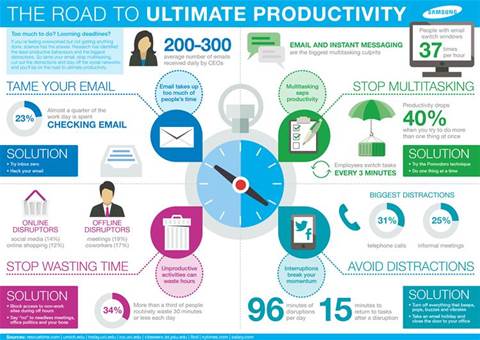 THE ROAD TO ULTIMATE PRODUCTIVITY
SAMSUNG
Too much to do? Looming deadlines?
If you're feeling overworked but not getting anything
done, science has the answer. Research has identified
the least productive behaviors and the biggest
distractions. So tame your email, stop multitasking,
cut out the distractions and stay off the social networks
and you'll be on the road to ultimate productivity.
200-300
average number of emails
received daily by CEOs
EMAIL AND INSTANT MESSAGING
are the biggest multitasking culprits
People with email
switch windows
37 times
per hour
TAME YOUR EMAIL
23%
Almost a quarter of the
work day is spent
CHECKING EMAIL
Email takes up
too much of
people's time
SOLUTION
• Try inbox zero
• Hack your email
Multitasking
saps
productivity
STOP MULTITASKING
Productivity drops
40%
when you try to do more
than one thing at once
Employees switch tasks
EVERY 3 MINUTES
SOLUTION
• Try the Pomodoro technique
• Do one thing at a time
ONLINE
DISRUPTORS
social media (14%)
online shopping (12%)
OFFLINE
DISRUPTORS
meetings (19%)
coworkers (17%)
STOP WASTING TIME
Unproductive
activities can
waste hours
SOLUTION
• Block access to non-work
sites during off hours
• Say "no" to needless meetings,
office politics and your boss
34%
More than a third of people
routinely waste 30 minutes
or less each day
BIGGEST DISTRACTIONS
31%
telephone calls
25%
informal meetings
Interruptions
break your
momentum
AVOID DISTRACTIONS
96 minutes of
disruptions
per day
15 minutes to
return to tasks
after a disruption
SOLUTION
• Turn off everything that beeps,
pops, buzzes and vibrates
• Take an email holiday and
close the door to your office
Sources: